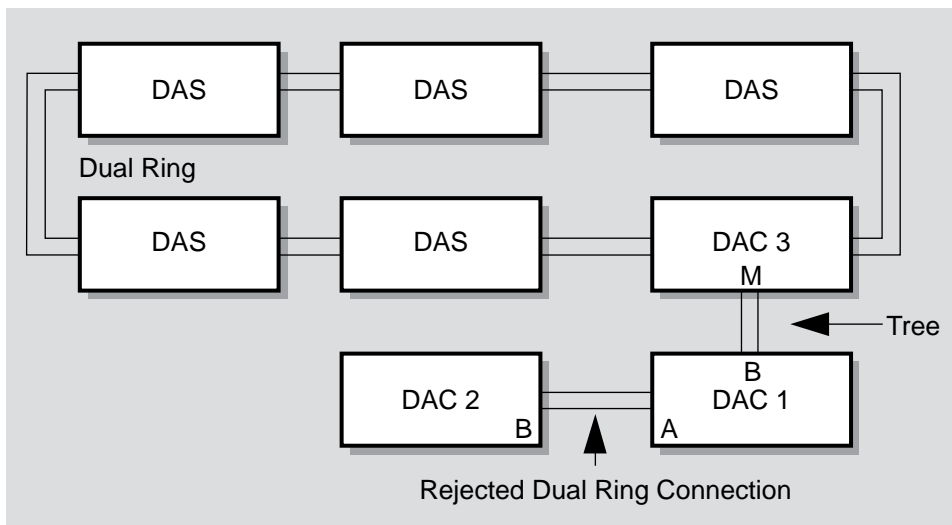 DAS
DAS
DAS
Dual Ring
DAS
DAS
DAC 3
M
Tree
B
DAC 2
DAC 1
B
A
Rejected Dual Ring Connection